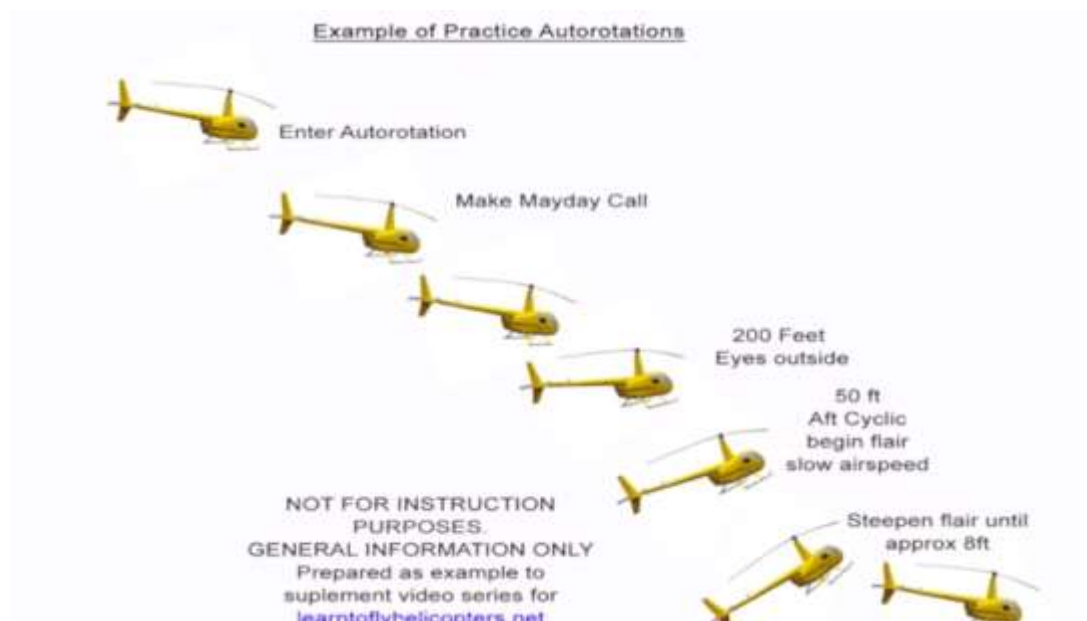 Example of Practice Autorotations
Enter Autorotation
Make Mayday Call
200 Feet
Eyes outside
50 ft
Aft Cyclic
begin flair
slow airspeed
Steepen flair until
approx 8ft
NOT FOR INSTRUCTION
PURPOSES.
GENERAL INFORMATION ONLY
Prepared as example to
suplement video series for
learntoflyhelicopters.net